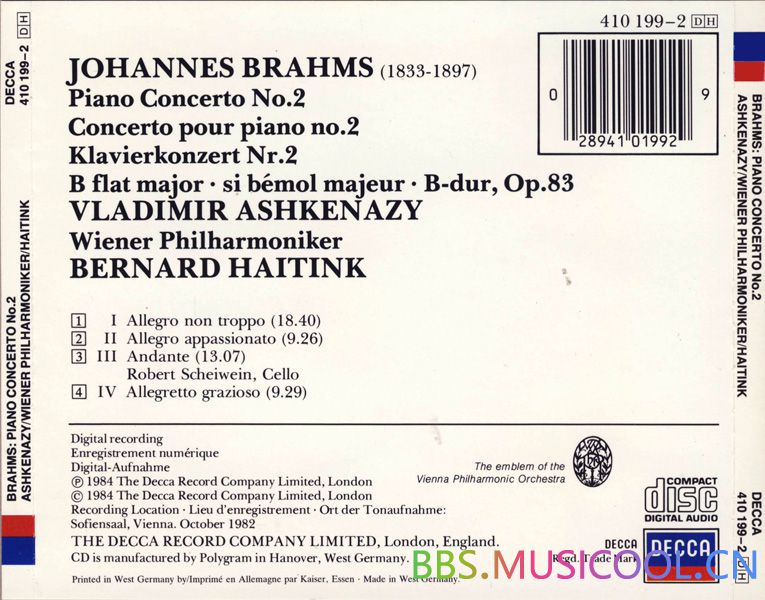 410 199-2 DH
JOHANNES BRAHMS (1833-1897)
Piano Concerto No.2
Concerto pour piano no.2
Klavierkonzert Nr.2
B flat major · si bémol majeur · B-dur, Op.83
VLADIMIR ASHKENAZY
Wiener Philharmoniker
BERNARD HAITINK
0 28941 01992 9
1 I Allegro non troppo (18.40)
2 II Allegro appassionato (9.26)
3 III Andante (13.07)
Robert Scheiwein, Cello
4 IV Allegretto grazioso (9.29)
Digital recording
Enregistrement numérique
Digital-Aufnahme
Ⓟ 1984 The Decca Record Company Limited, London
© 1984 The Decca Record Company Limited, London
Recording Location · Lieu d'enregistrement · Ort der Tonaufnahme:
Sofiensaal, Vienna. October 1982
THE DECCA RECORD COMPANY LIMITED, London, England.
CD is manufactured by Polygram in Hanover, West Germany.
Printed in West Germany by/Imprimé en Allemagne par Kaiser, Essen · Made in West Germany.
The emblem of the
Vienna Philharmonic Orchestra
COMPACT
disc
DIGITAL AUDIO
DECCA
Regd. Trade Mark
DECCA
BBS.MUSICOOL.CN
DECCA
410 199-2 DH
BRAHMS: PIANO CONCERTO No.2
ASHKENAZY/WIENER PHILHARMONIKER/HAITINK
BRAHMS: PIANO CONCERTO No.2
ASHKENAZY/WIENER PHILHARMONIKER/HAITINK
DECCA
410 199-2 DH